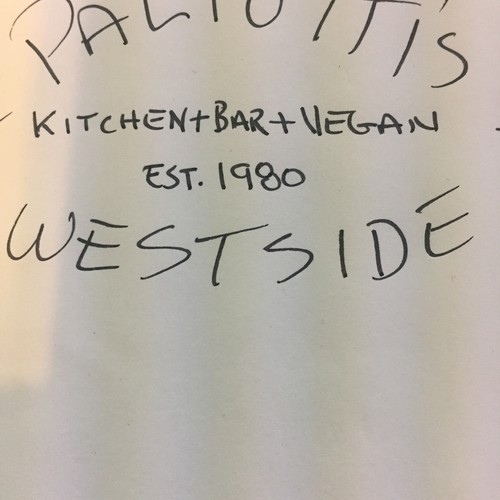 PALIOTTI'S
KITCHEN+BAR+VEGAN
EST. 1980
WESTSIDE